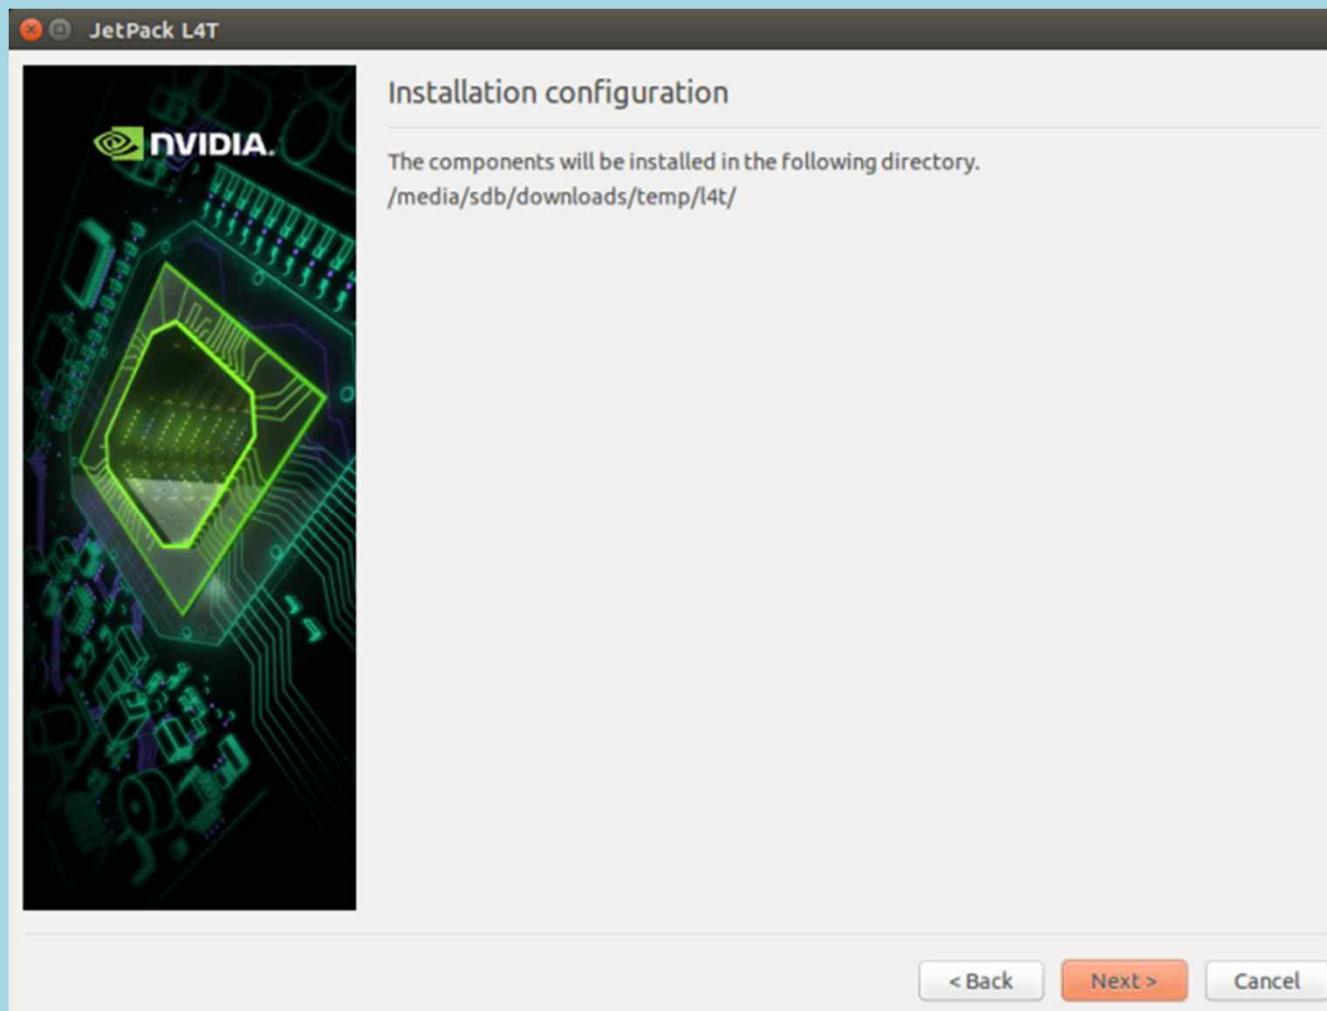 JetPack L4T
NVIDIA.
Installation configuration
The components will be installed in the following directory.
/media/sdb/downloads/temp/l4t/
< Back
Next >
Cancel